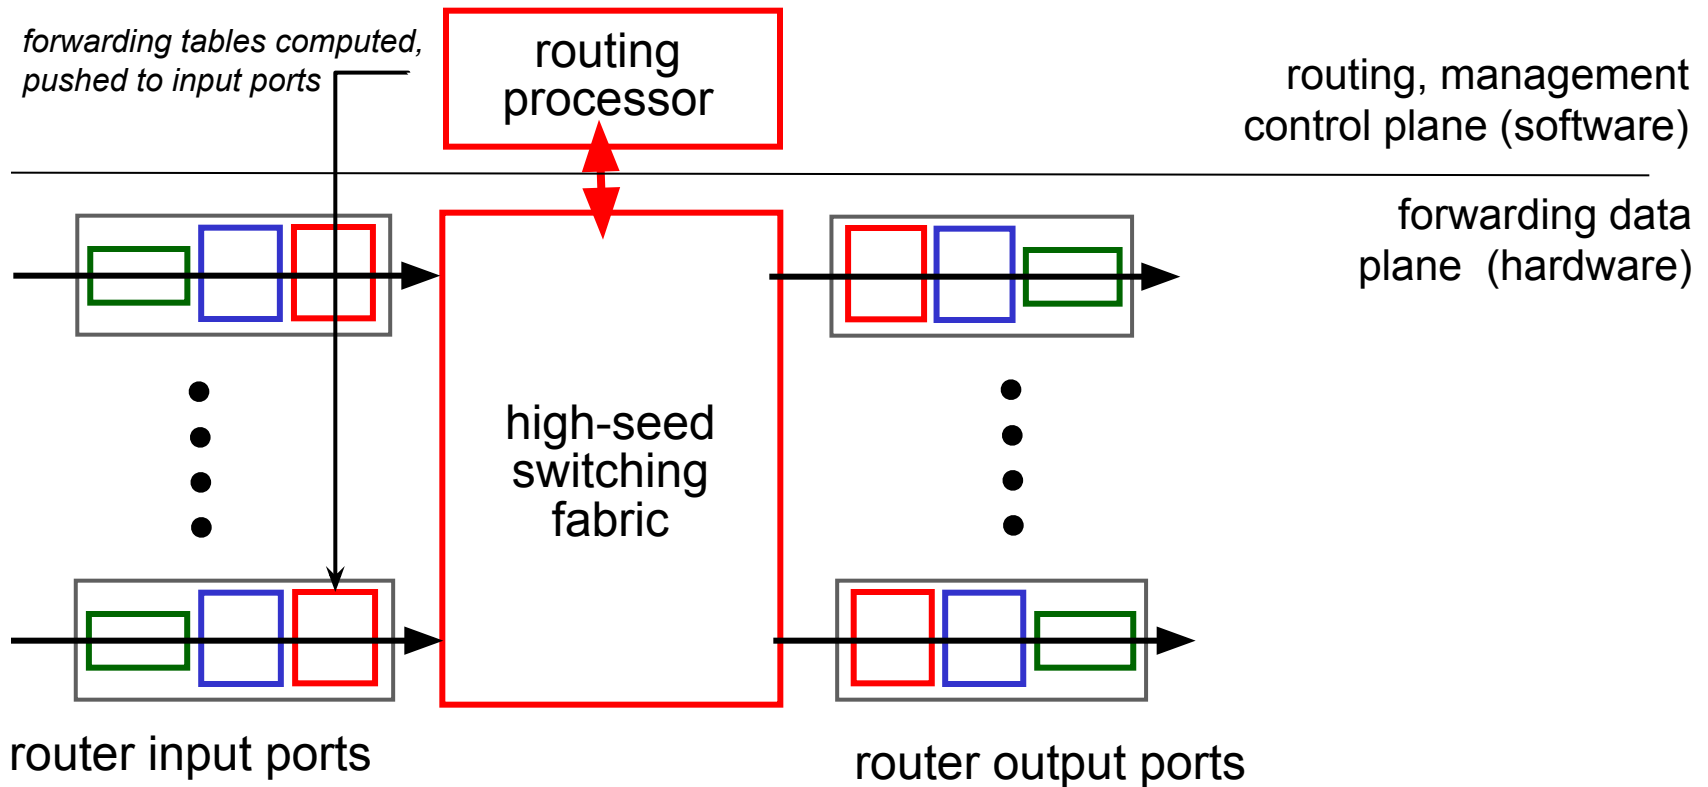 forwarding tables computed,
pushed to input ports
routing
processor
routing, management
control plane (software)
forwarding data
plane (hardware)
high-seed
switching
fabric
router input ports
router output ports